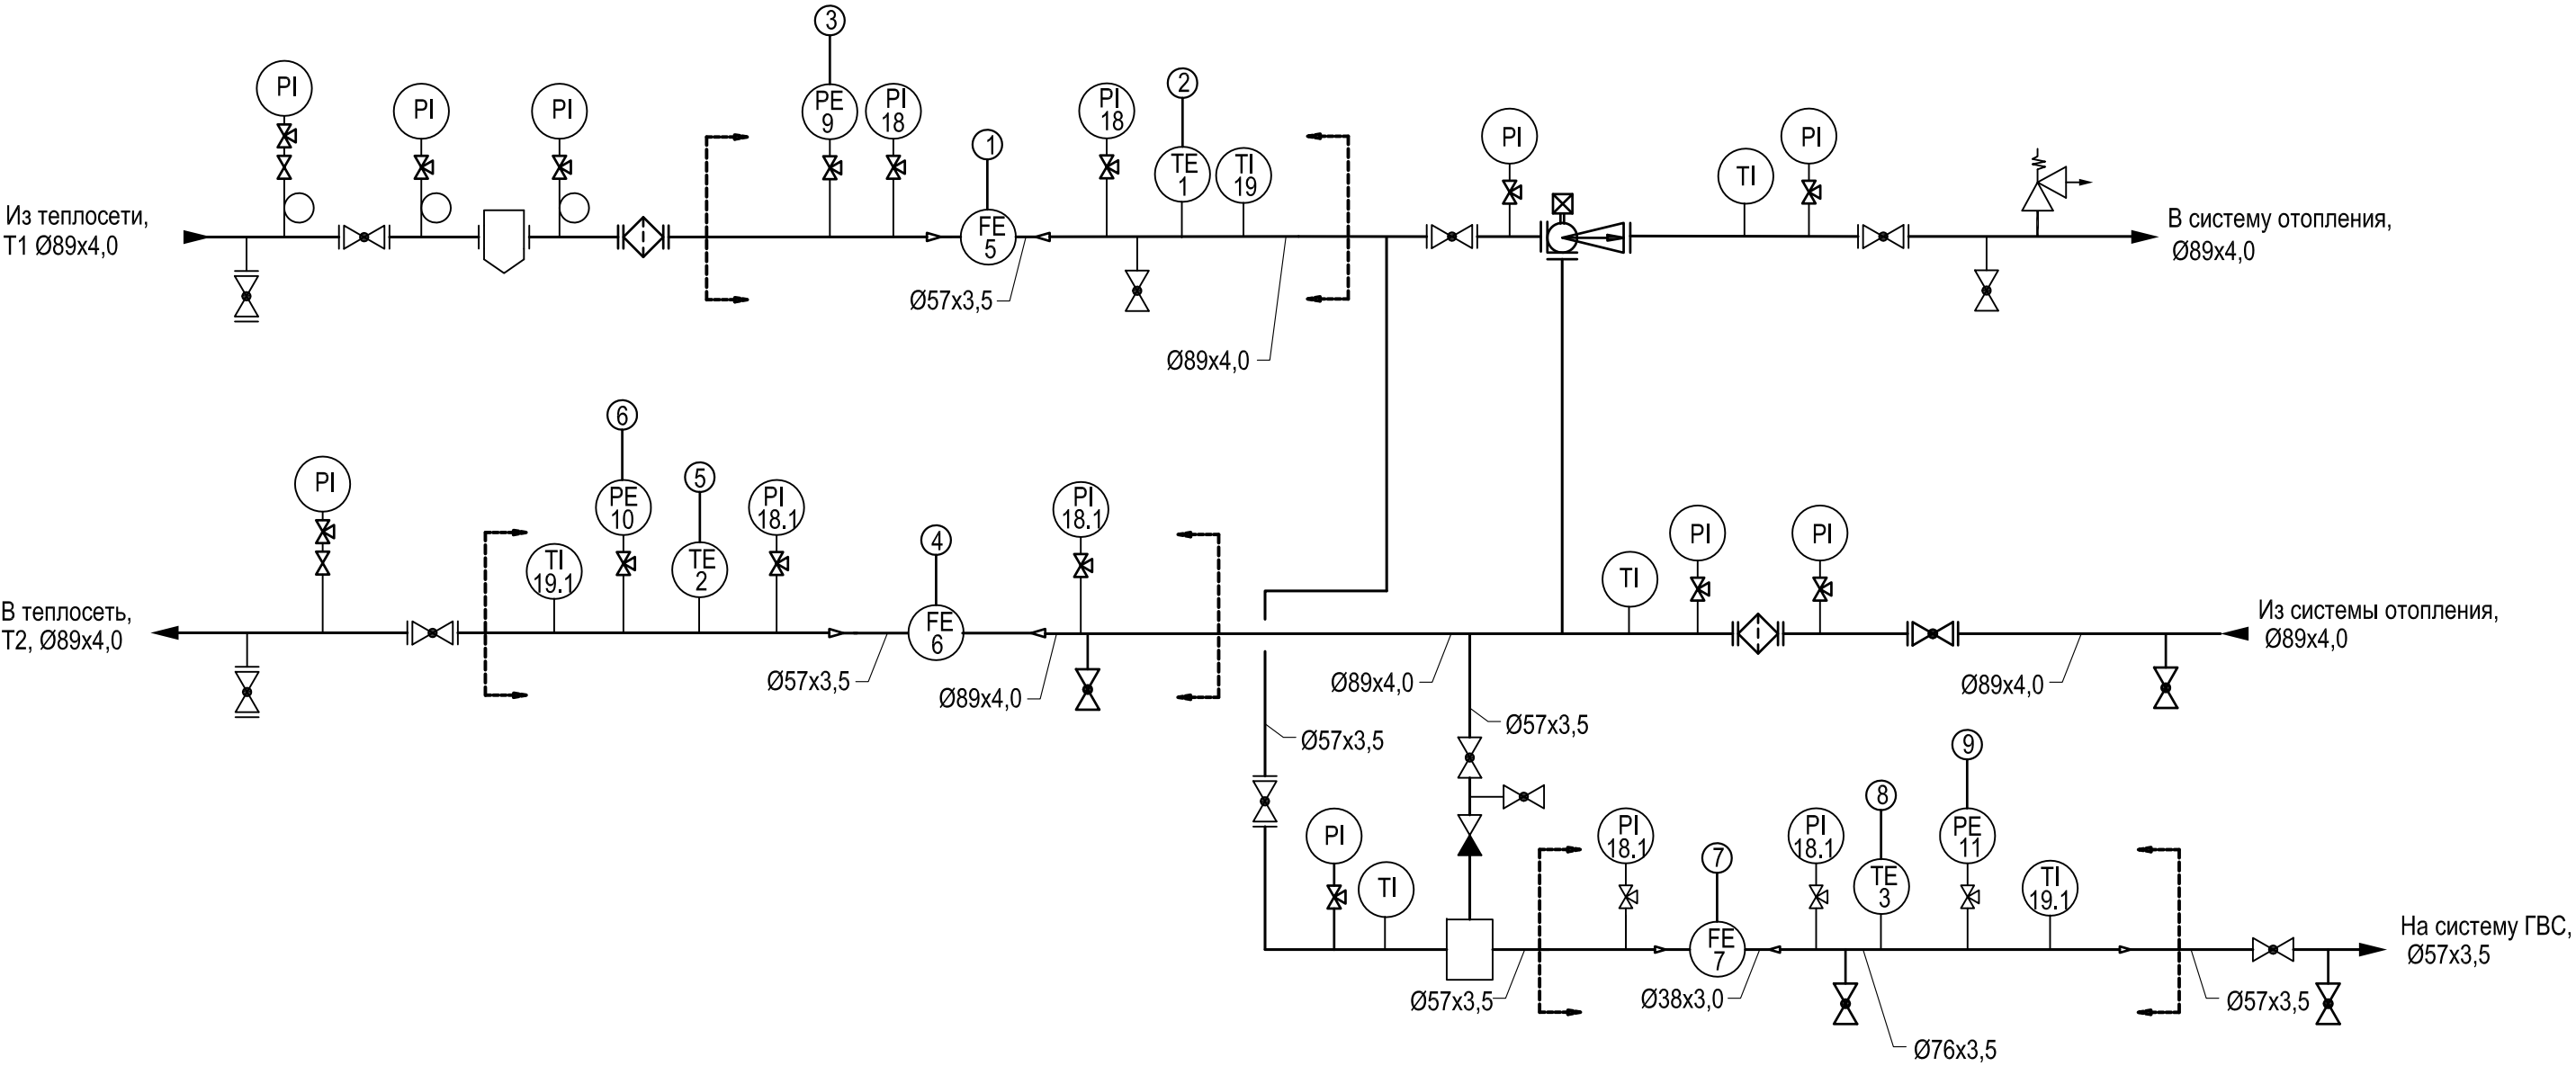 3
PI
PI
PI
PE
9
PI
18
1
PI
18
2
TE
1
TI
19
PI
TI
PI
Из теплосети,
Т1 Ø89x4,0
FE
5
В систему отопления,
Ø89x4,0
Ø57x3,5
Ø89x4,0
6
PI
PE
10
5
PI
18.1
4
PI
18.1
TI
19.1
TE
2
TI
PI
PI
В теплосеть,
Т2, Ø89x4,0
FE
6
Из системы отопления,
Ø89x4,0
Ø57x3,5
Ø89x4,0
Ø89x4,0
Ø89x4,0
Ø57x3,5
Ø57x3,5
9
8
PI
TI
PI
18.1
7
PI
18.1
TE
3
PE
11
TI
19.1
FE
7
На систему ГВС,
Ø57x3,5
Ø57x3,5
Ø38x3,0
Ø57x3,5
Ø76x3,5